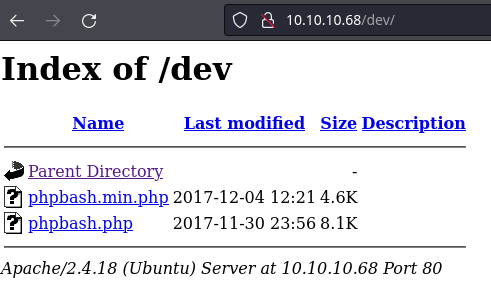 10.10.10.68/dev/
Index of /dev
Name Last modified Size Description
Parent Directory -
phpbash.min.php 2017-12-04 12:21 4.6K
phpbash.php 2017-11-30 23:56 8.1K
Apache/2.4.18 (Ubuntu) Server at 10.10.10.68 Port 80